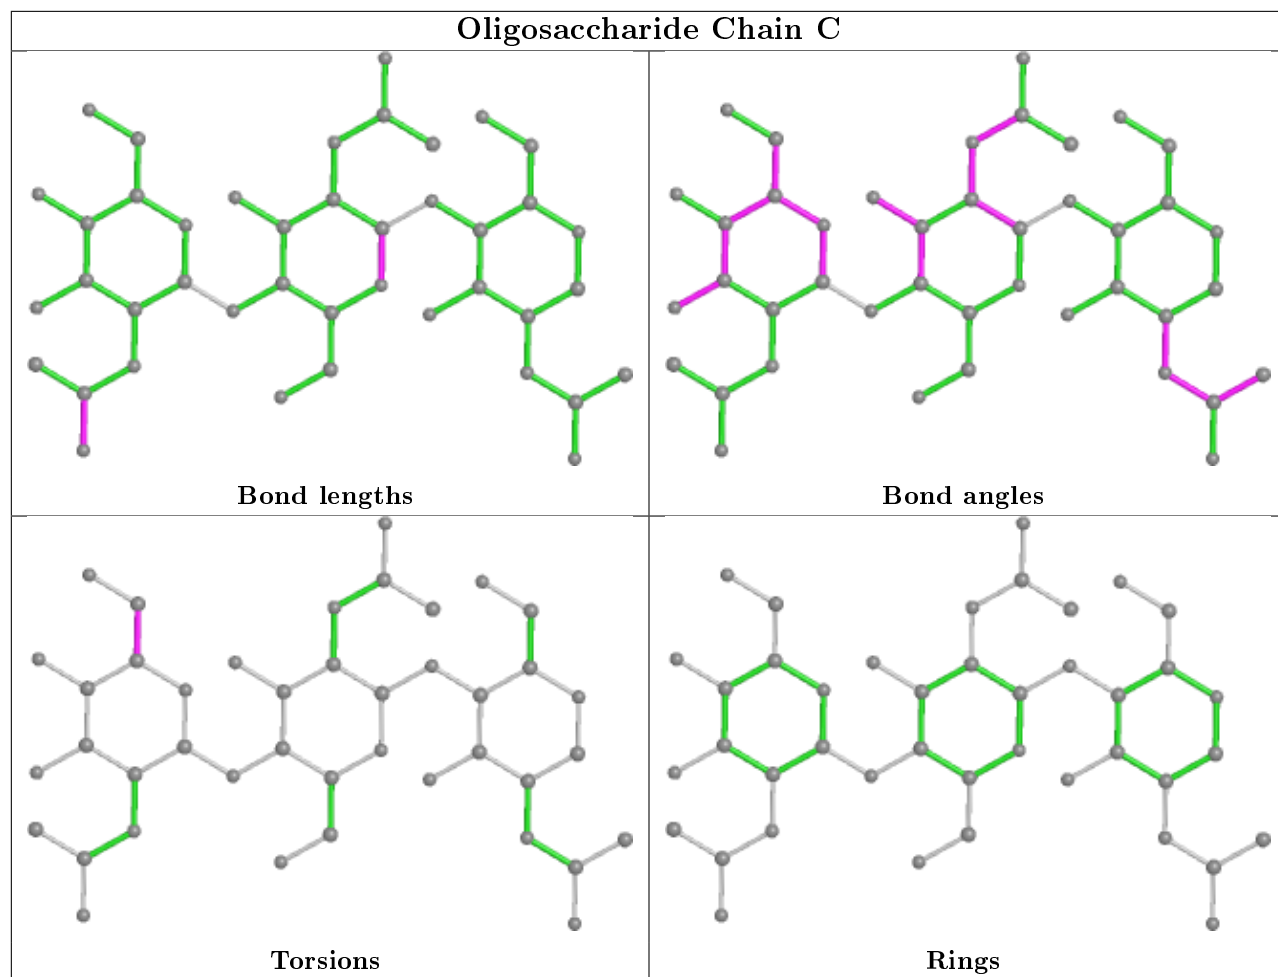 Oligosaccharide Chain C
Bond lengths
Bond angles
Torsions
Rings